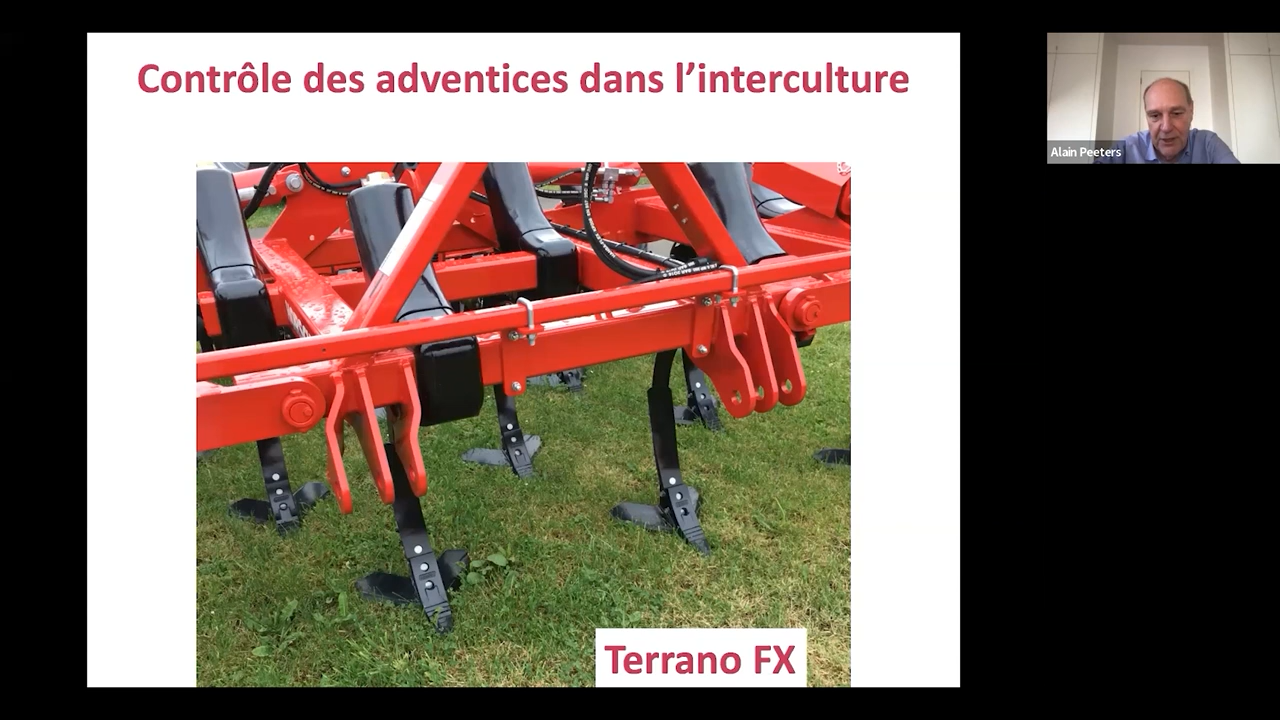 Contrôle des adventices dans l’interculture
Alain Peeters
Terrano FX